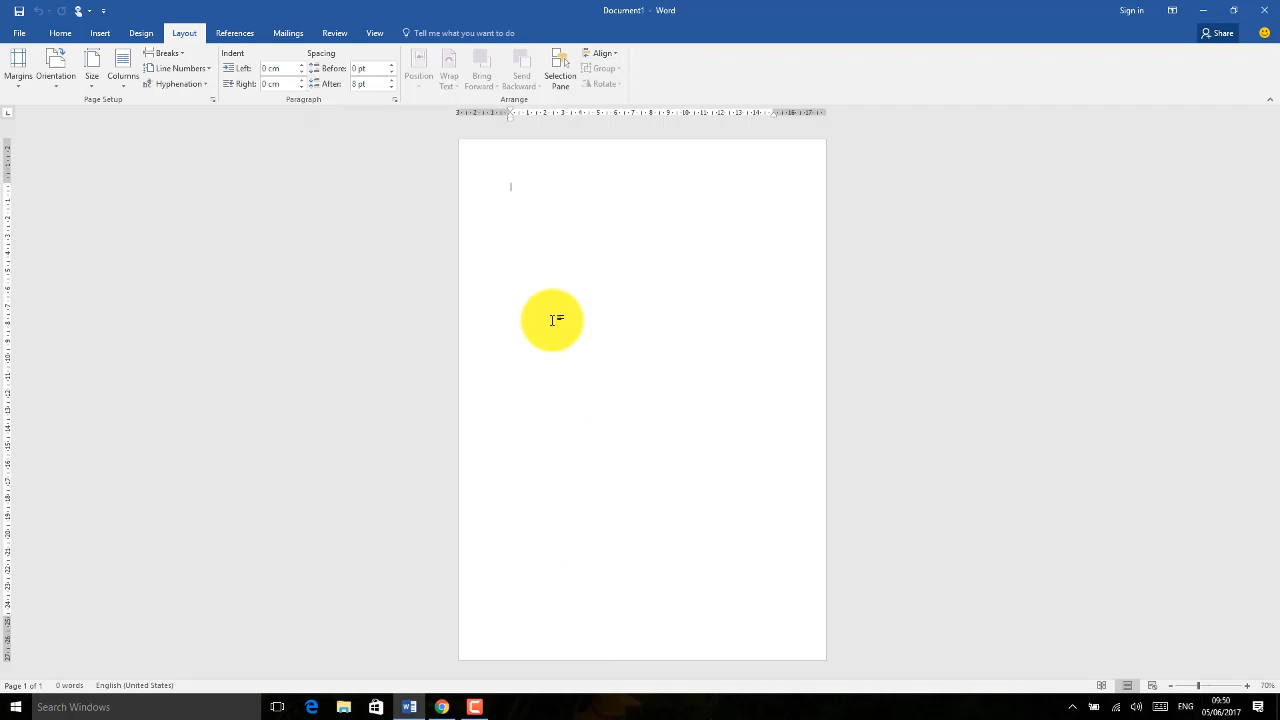 Document1 - Word
Sign in
File Home Insert Design Layout References Mailings Review View Tell me what you want to do
Share
Margins
Orientation
Size
Columns
Breaks
Line Numbers
Hyphenation
Page Setup
Indent
Left: 0 cm
Right: 0 cm
Spacing
Before: 0 pt
After: 8 pt
Paragraph
Position
Wrap
Text
Bring
Forward
Send
Backward
Selection
Pane
Align
Group
Rotate
Arrange
Page 1 of 1 0 words English (United States)
70%
Search Windows
ENG
09:50
05/06/2017